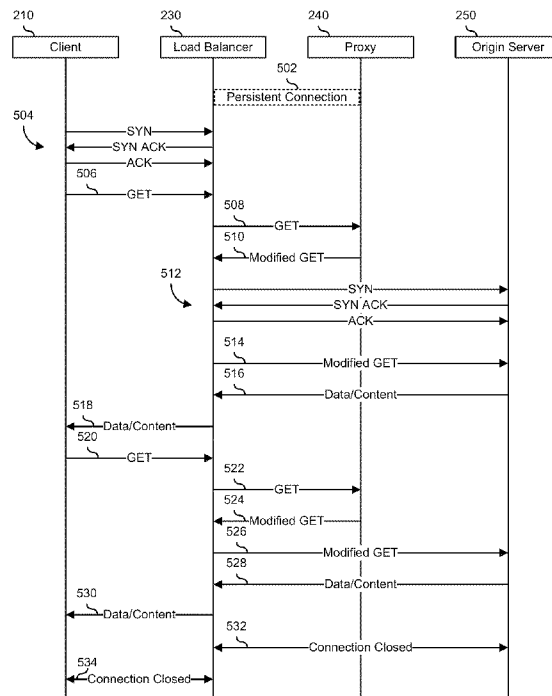 210 230 240 250
Client Load Balancer Proxy Origin Server
502
Persistent Connection
504
SYN
SYN ACK
ACK
506
GET
508
GET
510
Modified GET
512
SYN
SYN ACK
ACK
514
Modified GET
516
Data/Content
518
Data/Content
520
GET
522
GET
524
Modified GET
526
Modified GET
528
Data/Content
530
Data/Content
532
Connection Closed
534
Connection Closed